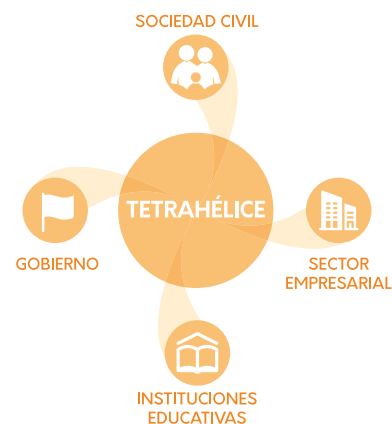 SOCIEDAD CIVIL
TETRAHÉLICE
GOBIERNO
SECTOR
EMPRESARIAL
INSTITUCIONES
EDUCATIVAS